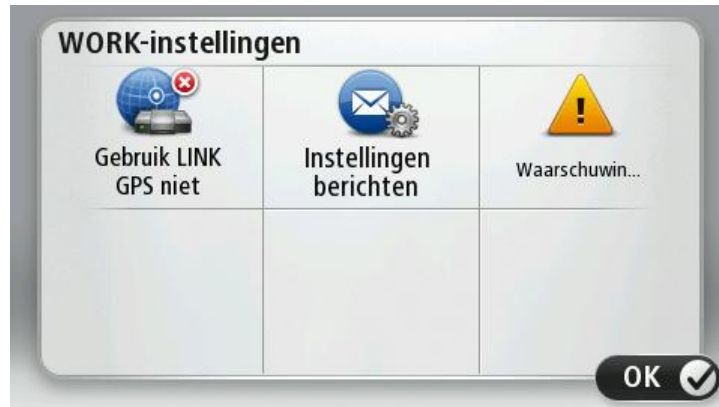 WORK-instellingen
Gebruik LINK
GPS niet
Instellingen
berichten
Waarschuwin...
OK